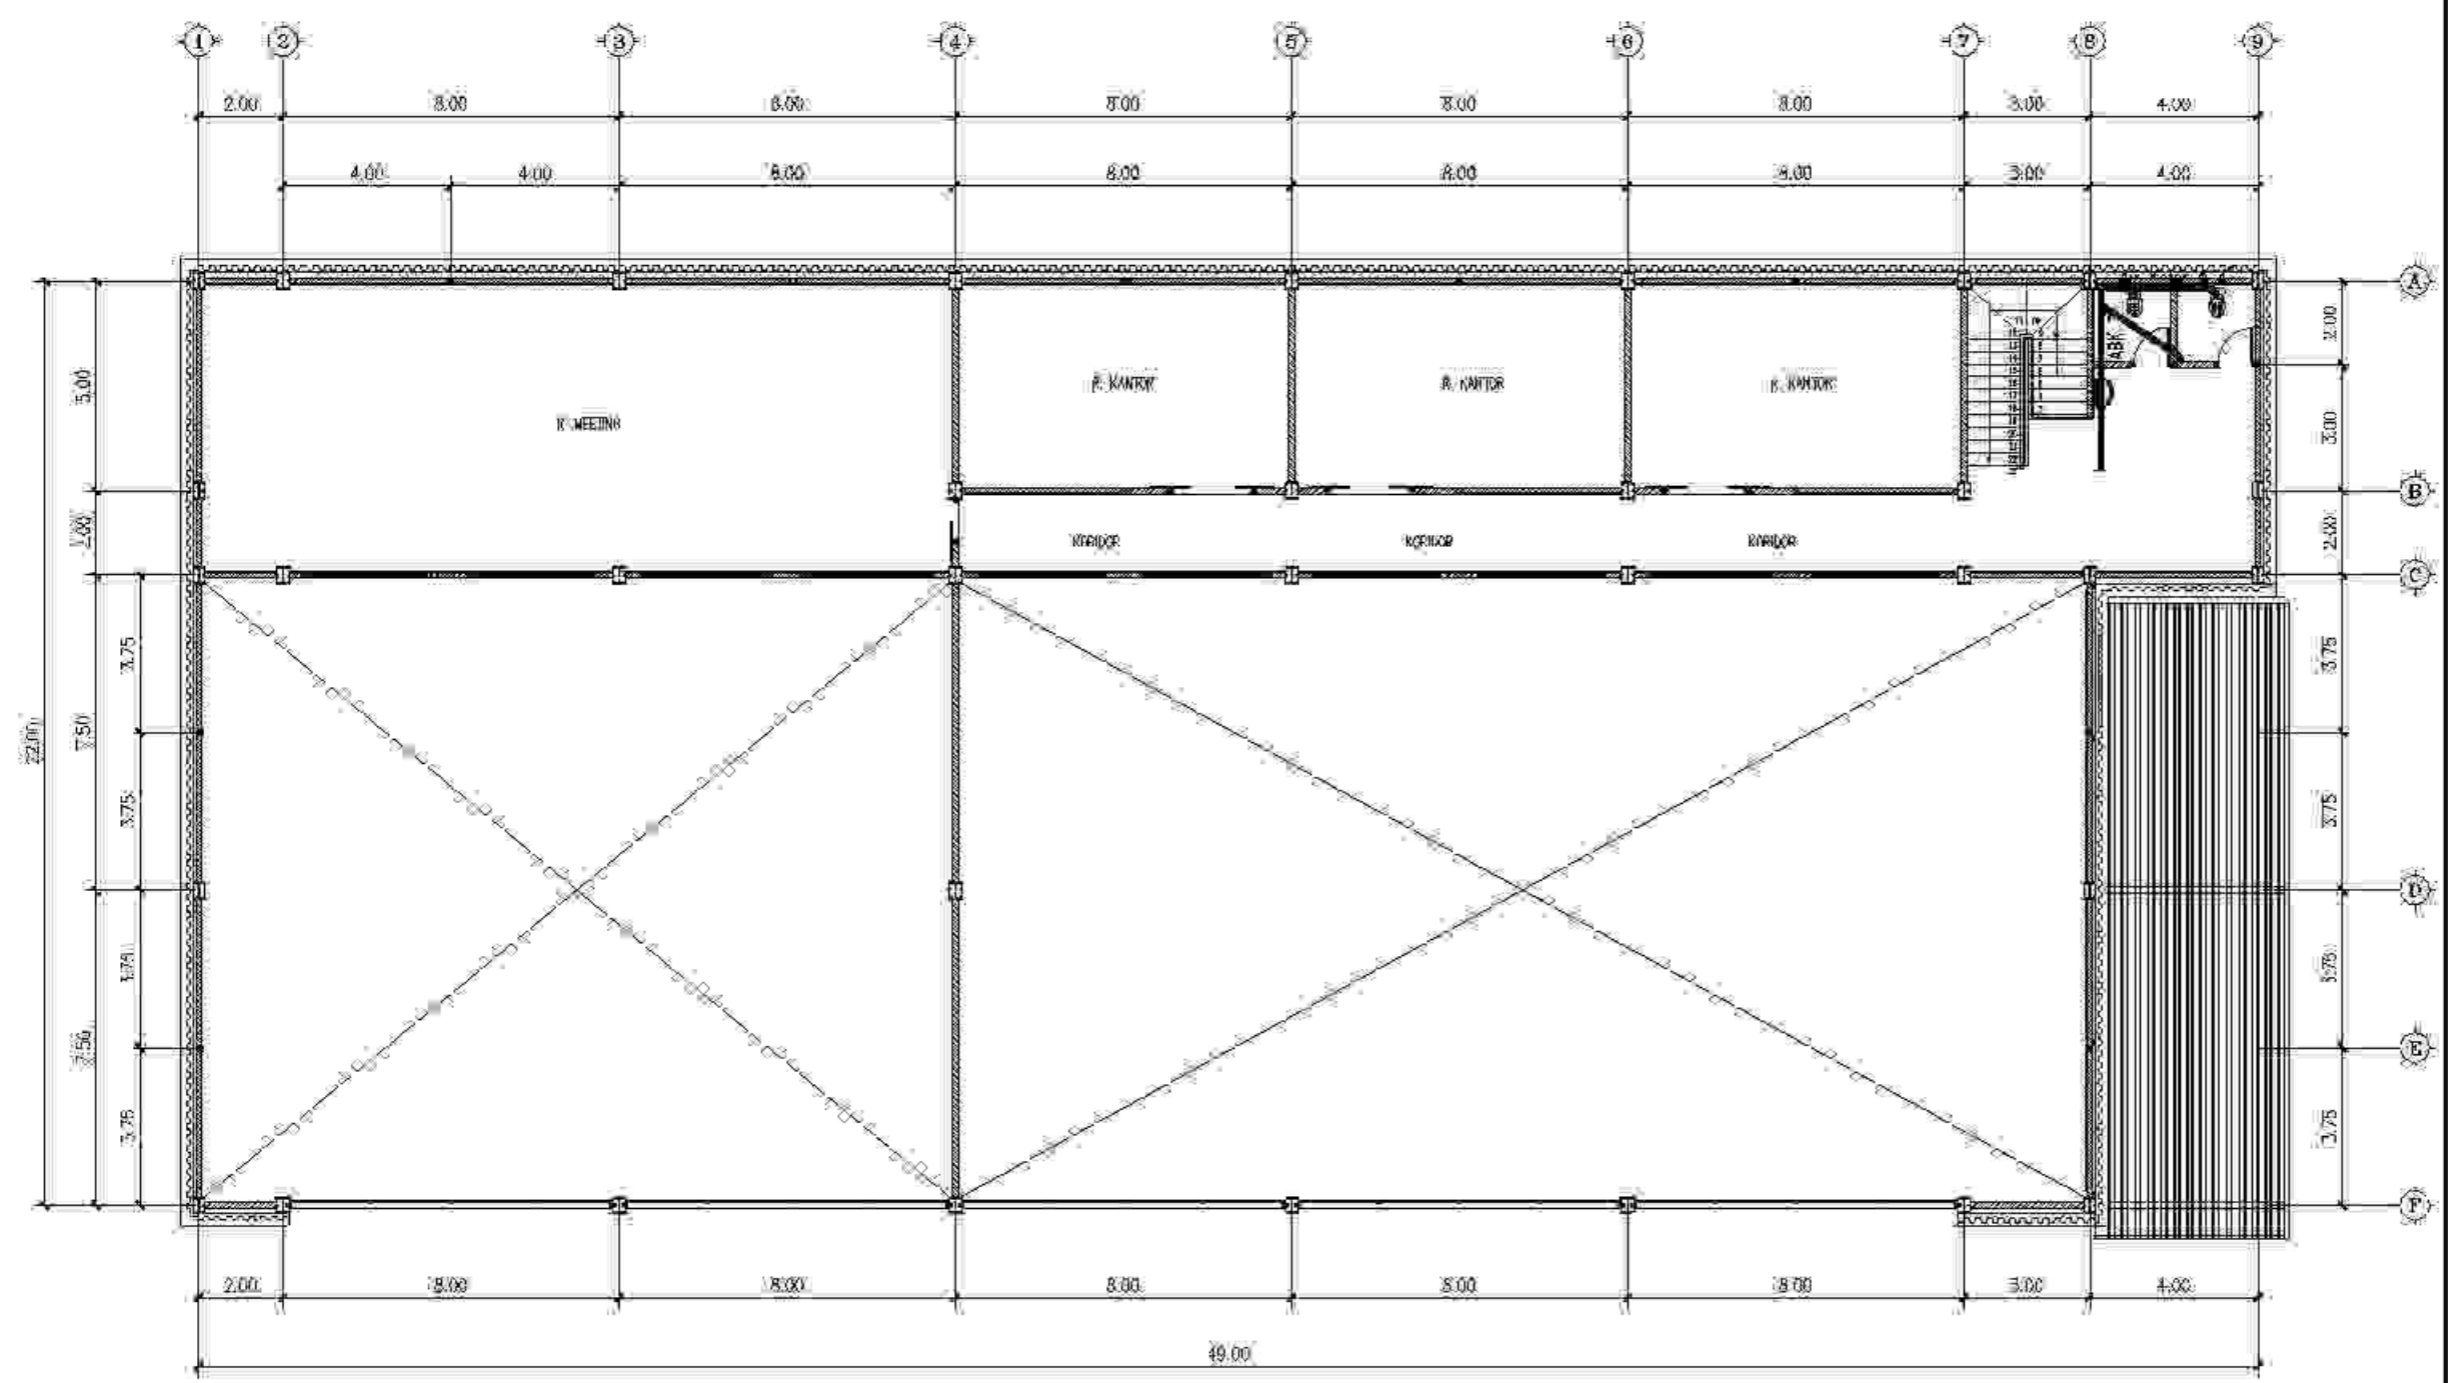 1 2 3 4 5 6 7 8 9
2.00 8.00 8.00 8.00 8.00 8.00 3.00 4.00
4.00 4.00 8.00 8.00 8.00 8.00 3.00 4.00
A
2.00
5.00
R. KANTOR R. KANTOR R. KANTOR
R. MEETING
3.00
B
2.00 2.00
KORIDOR KORIDOR KORIDOR
C
3.75 3.75
22.00 7.50
3.75 3.75
D
3.75 3.75
7.50
E
3.75 3.75
F
2.00 8.00 8.00 8.00 8.00 8.00 3.00 4.00
49.00